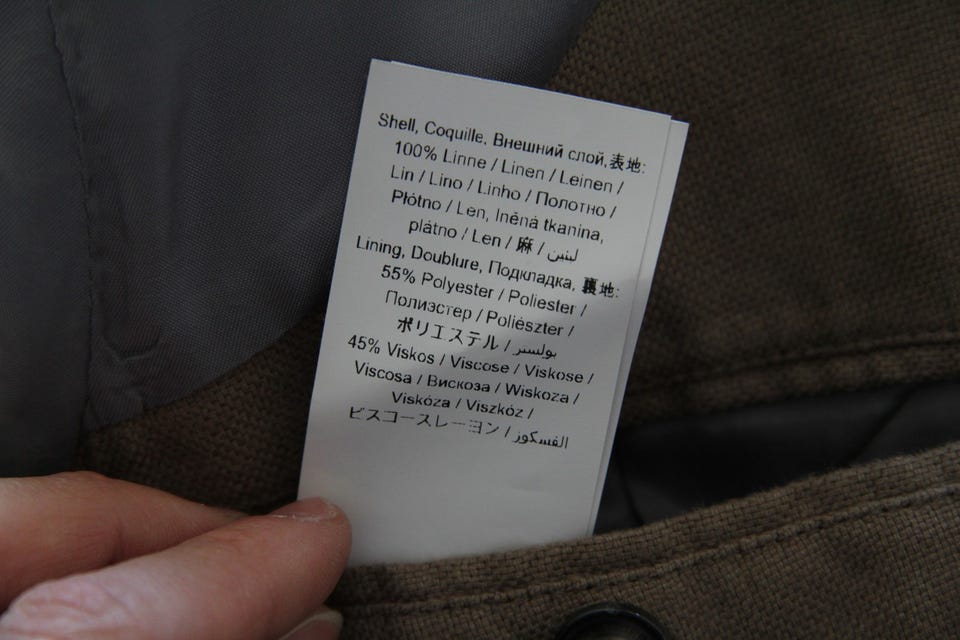 Shell, Coquille, Внешний слой, 表地:
100% Linne / Linen / Leinen /
Lin / Lino / Linho / Полотно /
Płótno / Len, lněná tkanina,
plátno / Len / 麻 / لينين
Lining, Doublure, Подкладка, 裏地:
55% Polyester / Poliester /
Полиэстер / Poliészter /
ポリエステル / بوليستر
45% Viskos / Viscose / Viskose /
Viscosa / Вискоза / Wiskoza /
Viskóza / Viszkóz /
ビスコースレーヨン / الفسكوز